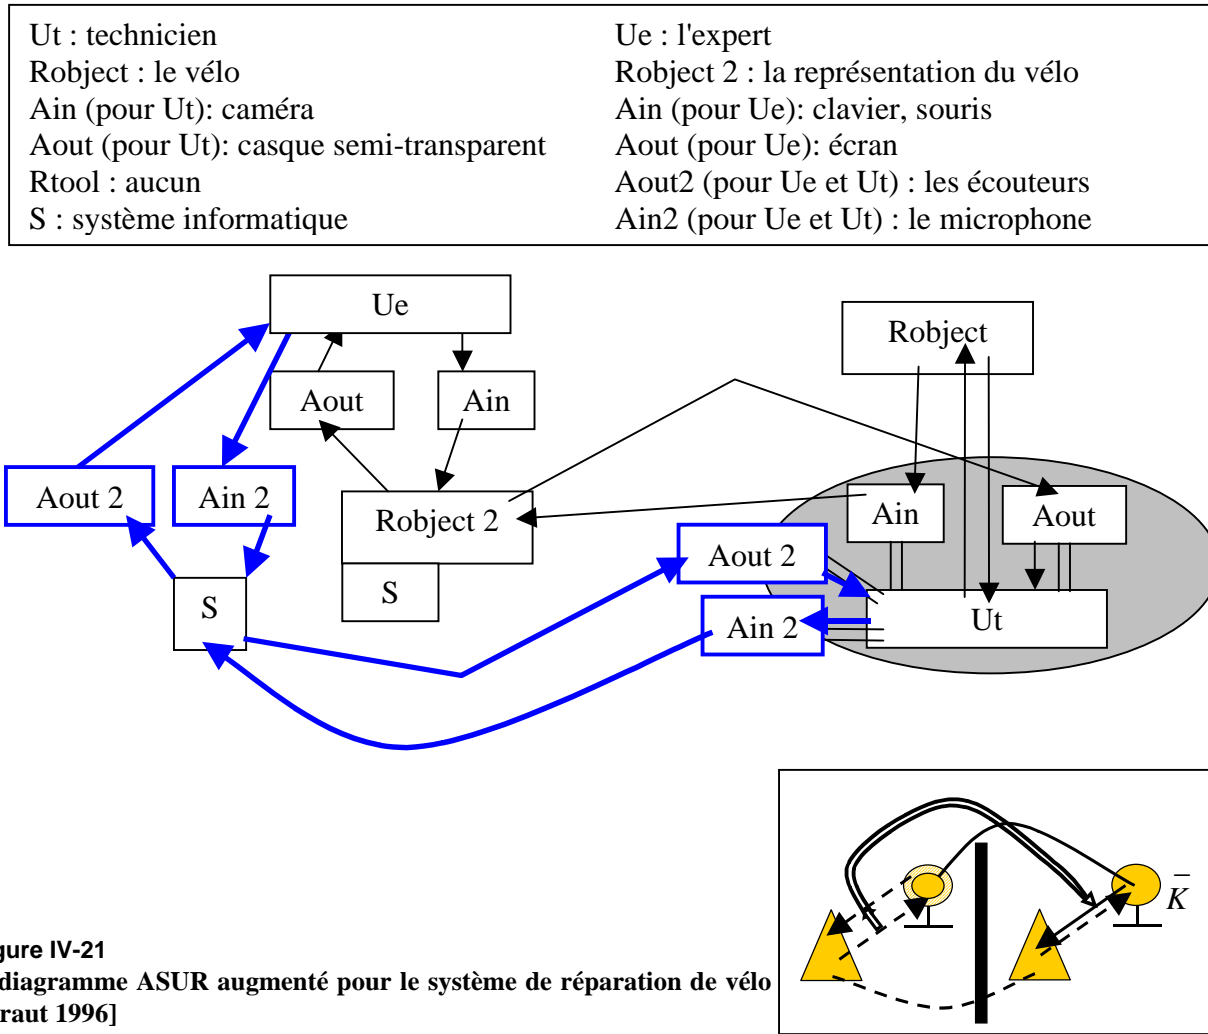 Ut : technicien
Robject : le vélo
Ain (pour Ut): caméra
Aout (pour Ut): casque semi-transparent
Rtool : aucun
S : système informatique
Ue : l'expert
Robject 2 : la représentation du vélo
Ain (pour Ue): clavier, souris
Aout (pour Ue): écran
Aout2 (pour Ue et Ut) : les écouteurs
Ain2 (pour Ue et Ut) : le microphone
Ue
Robject
Aout
Ain
Aout 2
Ain 2
Robject 2
Ain
Aout
S
S
Aout 2
Ain 2
Ut
K̅
gure IV-21
diagramme ASUR augmenté pour le système de réparation de vélo
raut 1996]